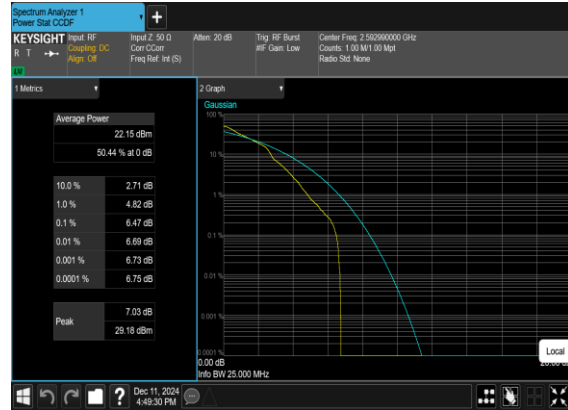 Spectrum Analyzer 1
Power Stat CCDF
KEYSIGHT
R T
LXI
Input: RF
Coupling: DC
Align: Off
Input Z: 50 Ω
Corr CCorr
Freq Ref: Int (S)
Atten: 20 dB
Trig: RF Burst
#IF Gain: Low
Center Freq: 2.592990000 GHz
Counts: 1.00 M/1.00 Mpt
Radio Std: None
1 Metrics
Average Power
22.15 dBm
50.44 % at 0 dB
10.0 % 2.71 dB
1.0 % 4.82 dB
0.1 % 6.47 dB
0.01 % 6.69 dB
0.001 % 6.73 dB
0.0001 % 6.75 dB
Peak
7.03 dB
29.18 dBm
2 Graph
Gaussian
100 %
10 %
1 %
0.1 %
0.01 %
0.001 %
0.0001 %
0.00 dB
Info BW 25.000 MHz
Local
Dec 11, 2024
4:49:30 PM